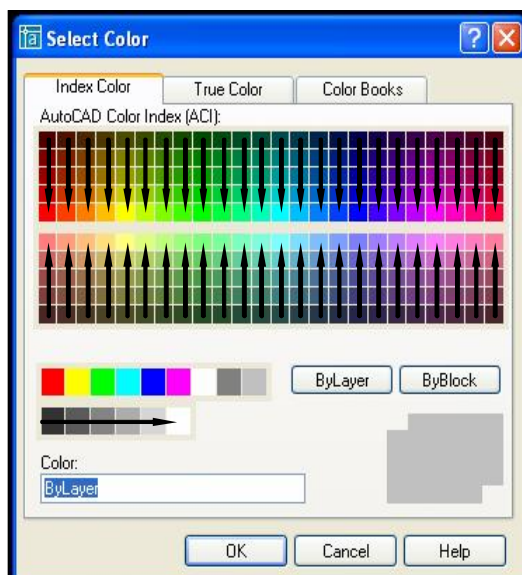 Select Color
Index Color True Color Color Books
AutoCAD Color Index (ACI):
ByLayer ByBlock
Color:
ByLayer
OK Cancel Help